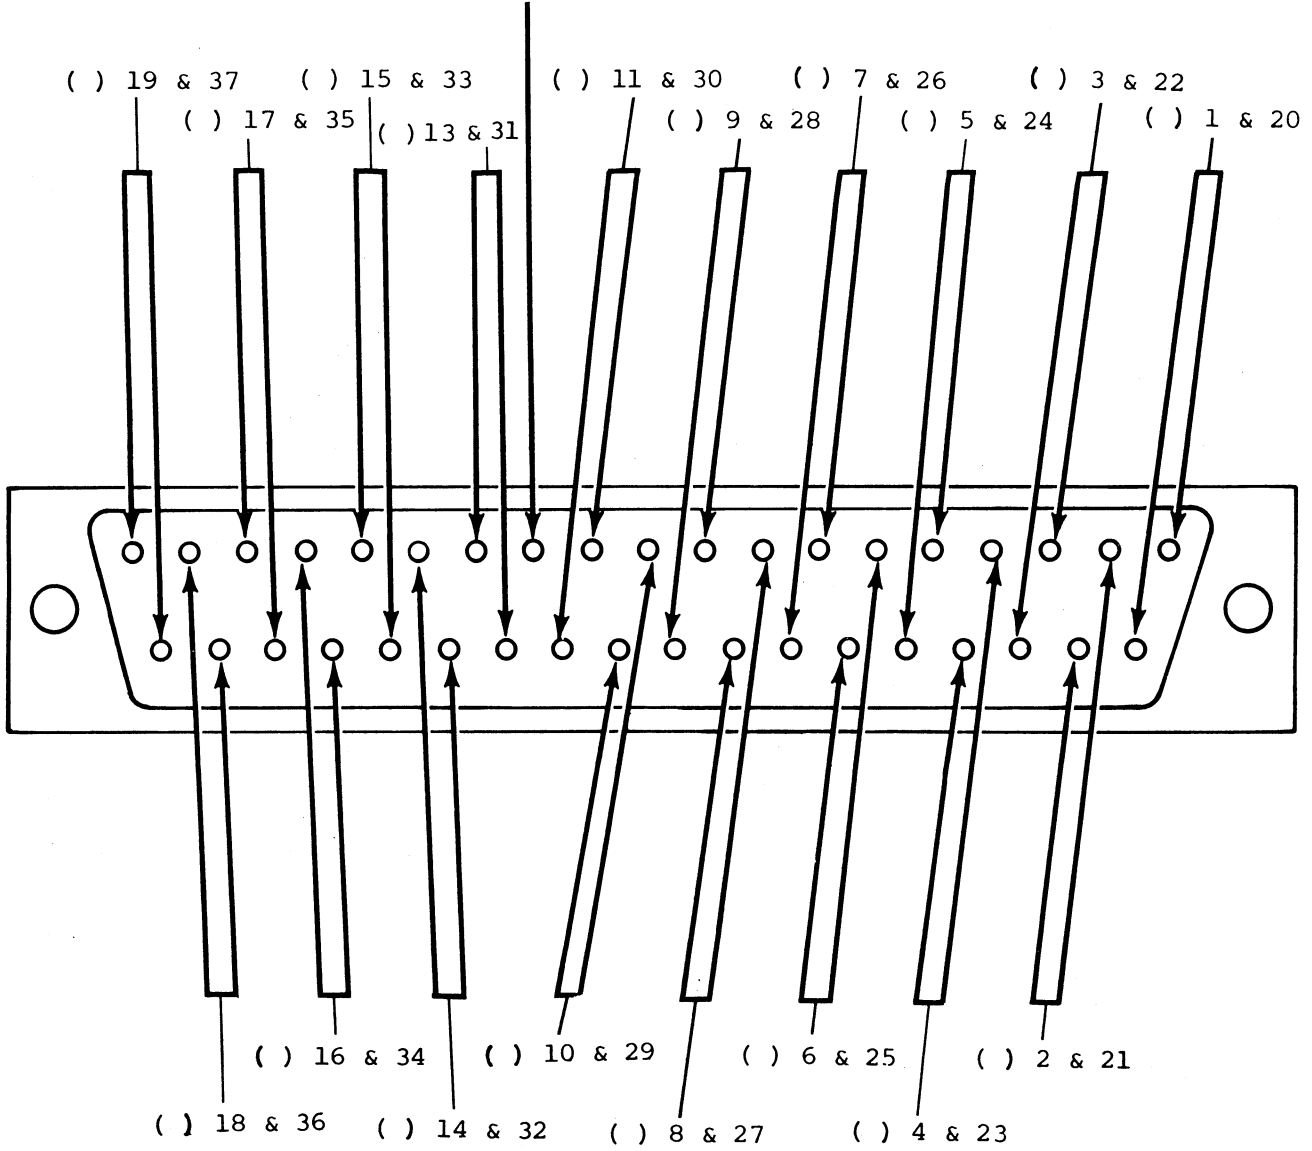 ( ) 19 & 37
( ) 15 & 33
( ) 11 & 30
( ) 7 & 26
( ) 3 & 22
( ) 17 & 35
( ) 13 & 31
( ) 9 & 28
( ) 5 & 24
( ) 1 & 20
( ) 16 & 34
( ) 10 & 29
( ) 6 & 25
( ) 2 & 21
( ) 18 & 36
( ) 14 & 32
( ) 8 & 27
( ) 4 & 23